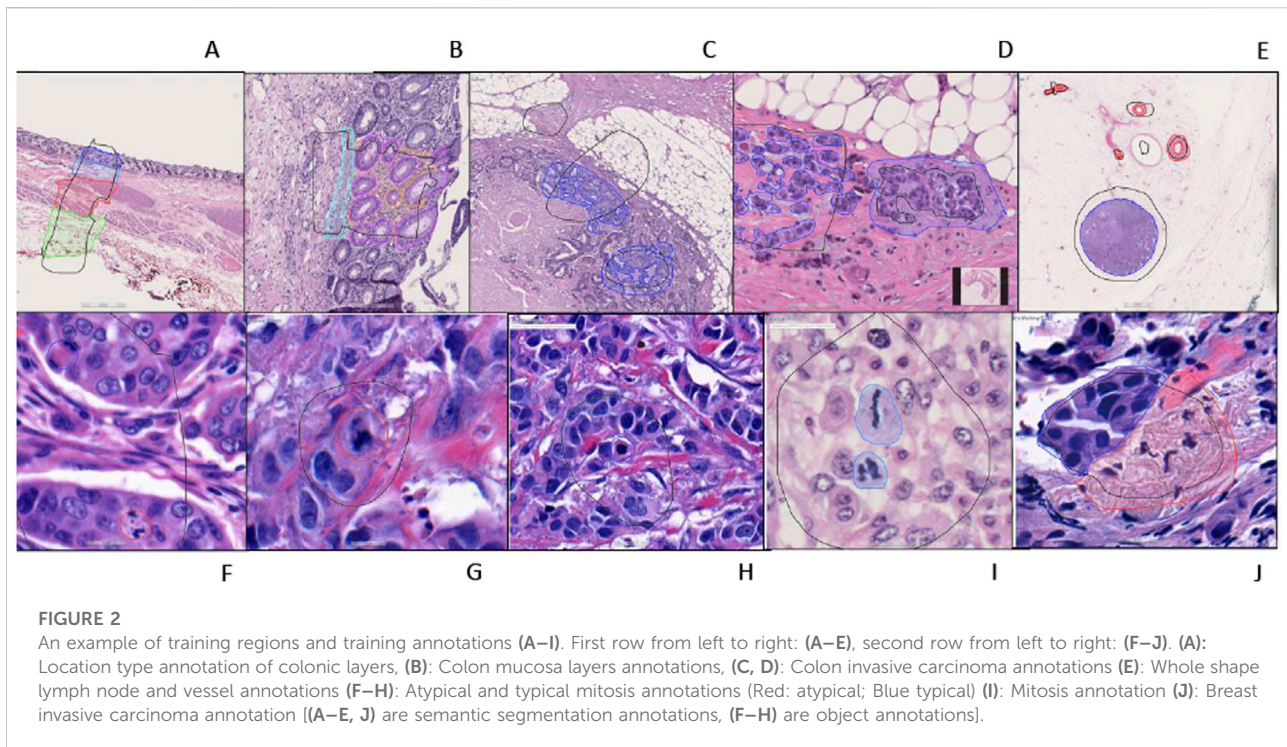 A B C D E
F G H I J
FIGURE 2
An example of training regions and training annotations (A–I). First row from left to right: (A–E), second row from left to right: (F–J). (A):
Location type annotation of colonic layers, (B): Colon mucosa layers annotations, (C, D): Colon invasive carcinoma annotations (E): Whole shape
lymph node and vessel annotations (F–H): Atypical and typical mitosis annotations (Red: atypical; Blue typical) (I): Mitosis annotation (J): Breast
invasive carcinoma annotation [(A–E, J) are semantic segmentation annotations, (F–H) are object annotations].